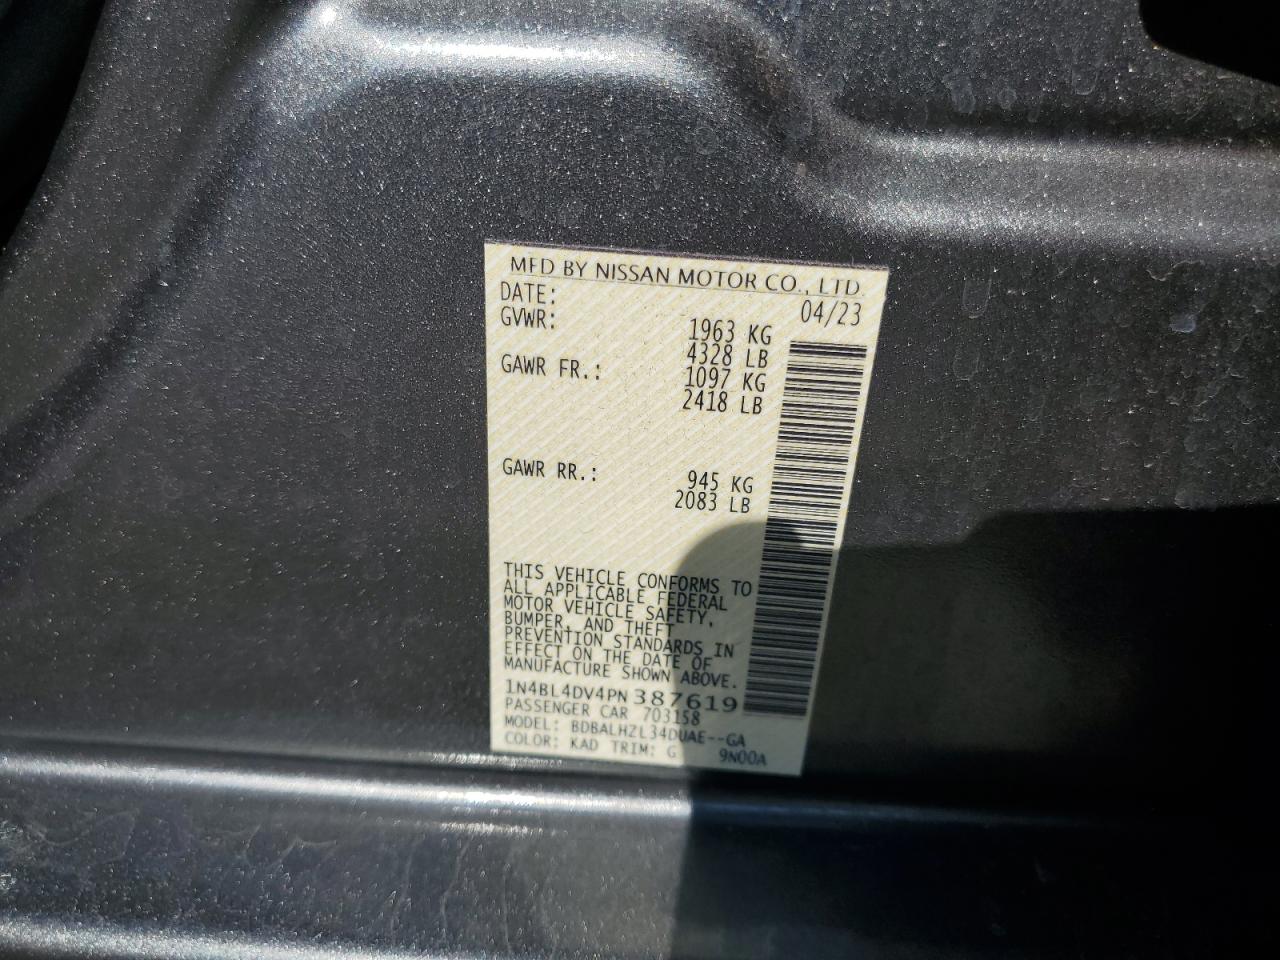 MFD BY NISSAN MOTOR CO., LTD.
DATE: 04/23
GVWR: 1963 KG
4328 LB
GAWR FR.: 1097 KG
2418 LB
GAWR RR.: 945 KG
2083 LB
THIS VEHICLE CONFORMS TO
ALL APPLICABLE FEDERAL
MOTOR VEHICLE SAFETY,
BUMPER, AND THEFT
PREVENTION STANDARDS IN
EFFECT ON THE DATE OF
MANUFACTURE SHOWN ABOVE.
1N4BL4DV4PN387619
PASSENGER CAR 703158
MODEL: BDBALHZL34DUAE--GA
COLOR: KAD TRIM: G 9N00A